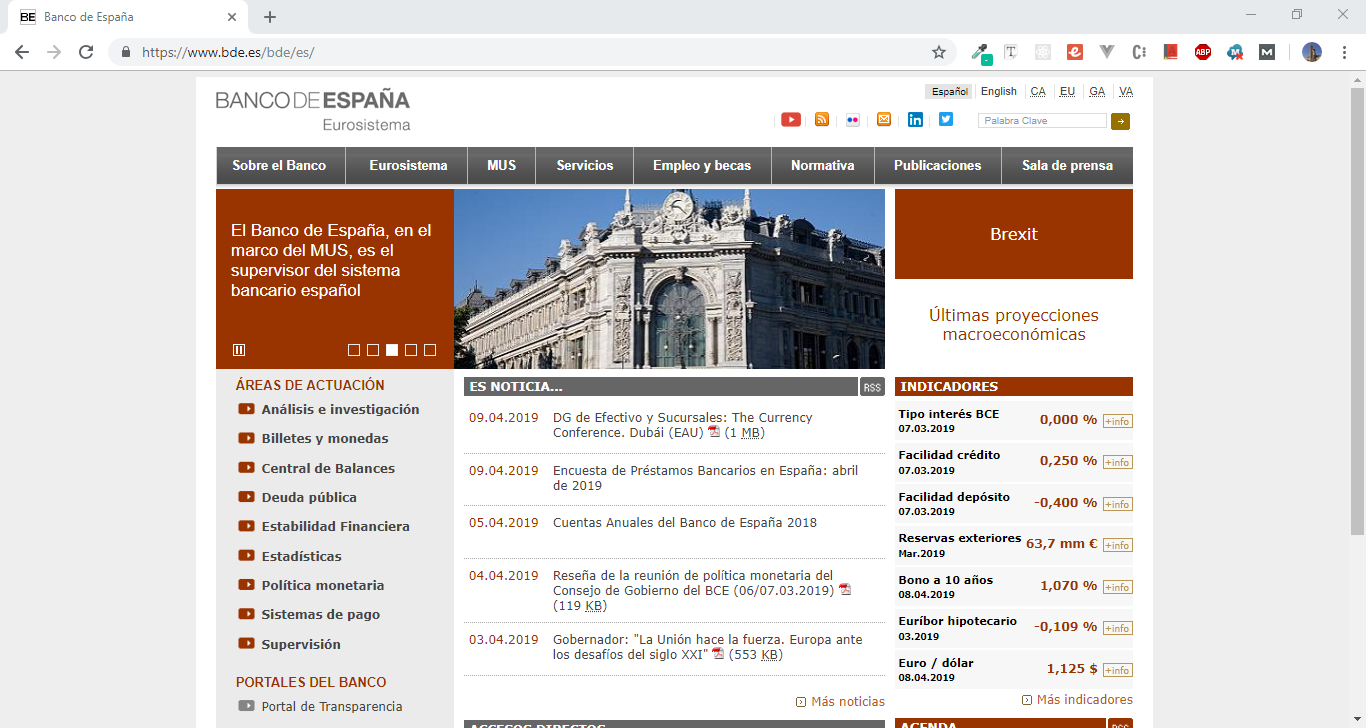 BE Banco de España
https://www.bde.es/bde/es/
ABP
M
BANCO DE ESPAÑA
Eurosistema
Español English CA EU GA VA
Palabra Clave
Sobre el Banco Eurosistema MUS Servicios Empleo y becas Normativa Publicaciones Sala de prensa
El Banco de España, en el
marco del MUS, es el
supervisor del sistema
bancario español
Brexit
Últimas proyecciones
macroeconómicas
ÁREAS DE ACTUACIÓN
Análisis e investigación
Billetes y monedas
Central de Balances
Deuda pública
Estabilidad Financiera
Estadísticas
Política monetaria
Sistemas de pago
Supervisión
PORTALES DEL BANCO
Portal de Transparencia
ES NOTICIA... RSS
09.04.2019 DG de Efectivo y Sucursales: The Currency
Conference. Dubái (EAU) (1 MB)
09.04.2019 Encuesta de Préstamos Bancarios en España: abril
de 2019
05.04.2019 Cuentas Anuales del Banco de España 2018
04.04.2019 Reseña de la reunión de política monetaria del
Consejo de Gobierno del BCE (06/07.03.2019)
(119 KB)
03.04.2019 Gobernador: "La Unión hace la fuerza. Europa ante
los desafíos del siglo XXI" (553 KB)
Más noticias
ACCESOS DIRECTOS
INDICADORES
Tipo interés BCE 0,000 % +info
07.03.2019
Facilidad crédito 0,250 % +info
07.03.2019
Facilidad depósito -0,400 % +info
07.03.2019
Reservas exteriores 63,7 mm € +info
Mar.2019
Bono a 10 años 1,070 % +info
08.04.2019
Euríbor hipotecario -0,109 % +info
03.2019
Euro / dólar 1,125 $ +info
08.04.2019
Más indicadores
AGENDA RSS